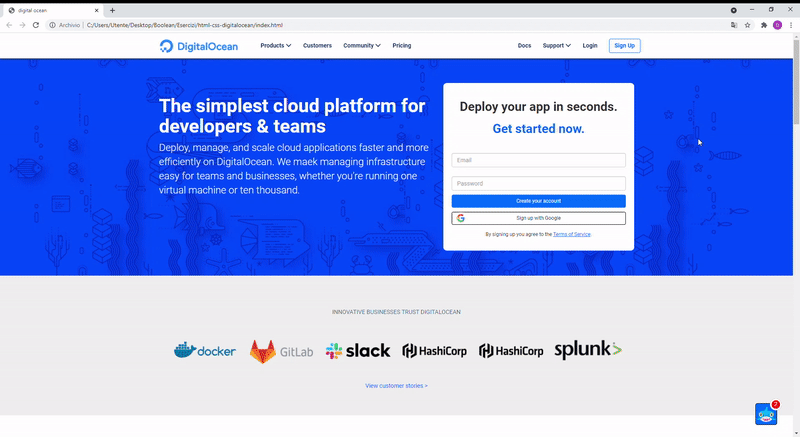 digital ocean
Archivio
C:/Users/Utente/Desktop/Boolean/Esercizi/html-css-digitalocean/index.html
DigitalOcean
Products
Customers
Community
Pricing
Docs
Support
Login
Sign Up
The simplest cloud platform for
developers & teams
Deploy, manage, and scale cloud applications faster and more
efficiently on DigitalOcean. We maek managing infrastructure
easy for teams and businesses, whether you're running one
virtual machine or ten thousand.
Deploy your app in seconds.
Get started now.
Email
Password
Create your account
Sign up with Google
By signing up you agree to the Terms of Service.
INNOVATIVE BUSINESSES TRUST DIGITALOCEAN
docker
GitLab
slack
HashiCorp
HashiCorp
splunk>
View customer stories >